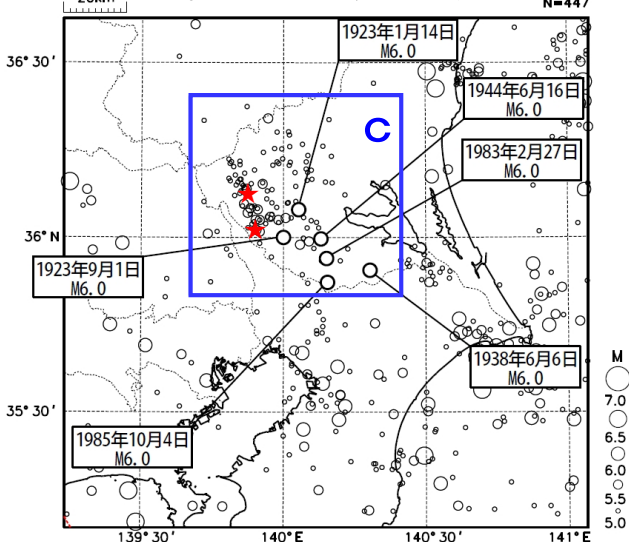 20km
N=447
36°30′
36°N
35°30′
139°30′
140°E
140°30′
141°E
C
1923年1月14日
M6.0
1944年6月16日
M6.0
1983年2月27日
M6.0
1923年9月1日
M6.0
1938年6月6日
M6.0
1985年10月4日
M6.0
M
7.0
6.5
6.0
5.5
5.0